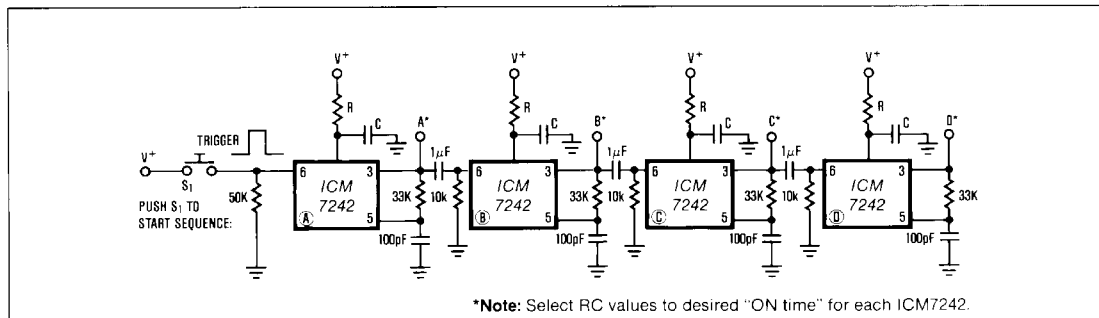 V+
V+
V+
V+
R
R
R
R
A*
B*
C*
D*
C
C
C
C
TRIGGER
1µF
1µF
1µF
V+
6
3
6
3
6
3
6
3
S1
50K
ICM
7242
33K
10k
ICM
7242
33K
10k
ICM
7242
33K
10k
ICM
7242
33K
PUSH S1 TO
START SEQUENCE:
A
5
B
5
C
5
D
5
100pF
100pF
100pF
100pF
*Note: Select RC values to desired "ON time" for each ICM7242.